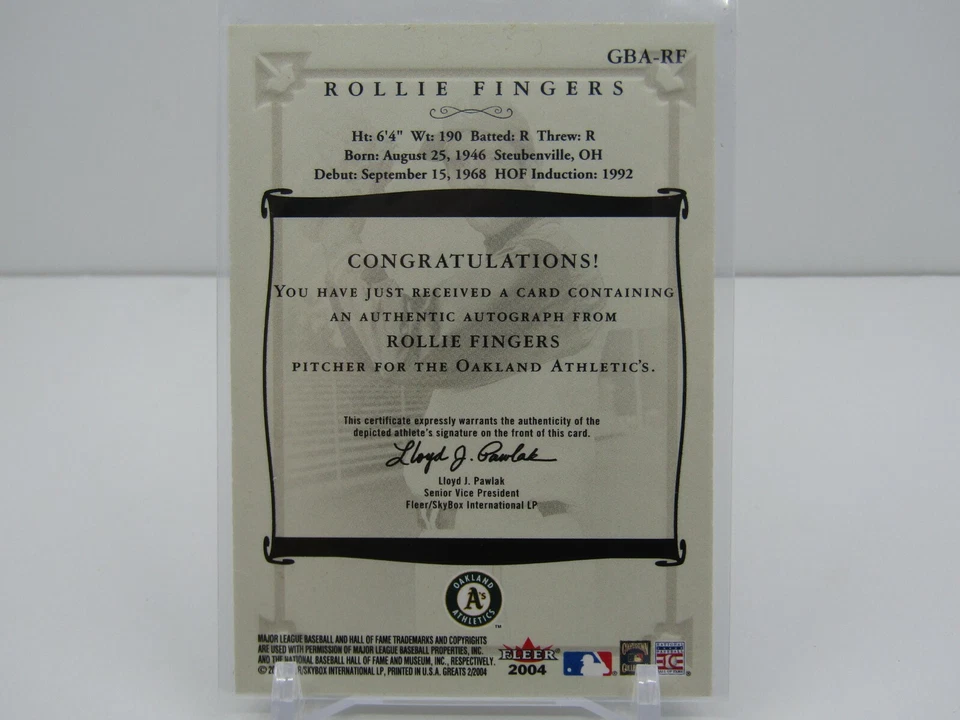 GBA-RF
ROLLIE FINGERS
Ht: 6'4" Wt: 190 Batted: R Threw: R
Born: August 25, 1946 Steubenville, OH
Debut: September 15, 1968 HOF Induction: 1992
CONGRATULATIONS!
YOU HAVE JUST RECEIVED A CARD CONTAINING
AN AUTHENTIC AUTOGRAPH FROM
ROLLIE FINGERS
PITCHER FOR THE OAKLAND ATHLETIC'S.
This certificate expressly warrants the authenticity of the
depicted athlete's signature on the front of this card.
Lloyd J. Pawlak
Lloyd J. Pawlak
Senior Vice President
Fleer/SkyBox International LP
OAKLAND
A's
ATHLETICS
TM
MAJOR LEAGUE BASEBALL AND HALL OF FAME TRADEMARKS AND COPYRIGHTS
ARE USED WITH PERMISSION OF MAJOR LEAGUE BASEBALL PROPERTIES, INC.
AND THE NATIONAL BASEBALL HALL OF FAME AND MUSEUM, INC., RESPECTIVELY.
INTERNATIONAL LP, PRINTED IN U.S.A. GREATS 2/2004
FLEER
2004